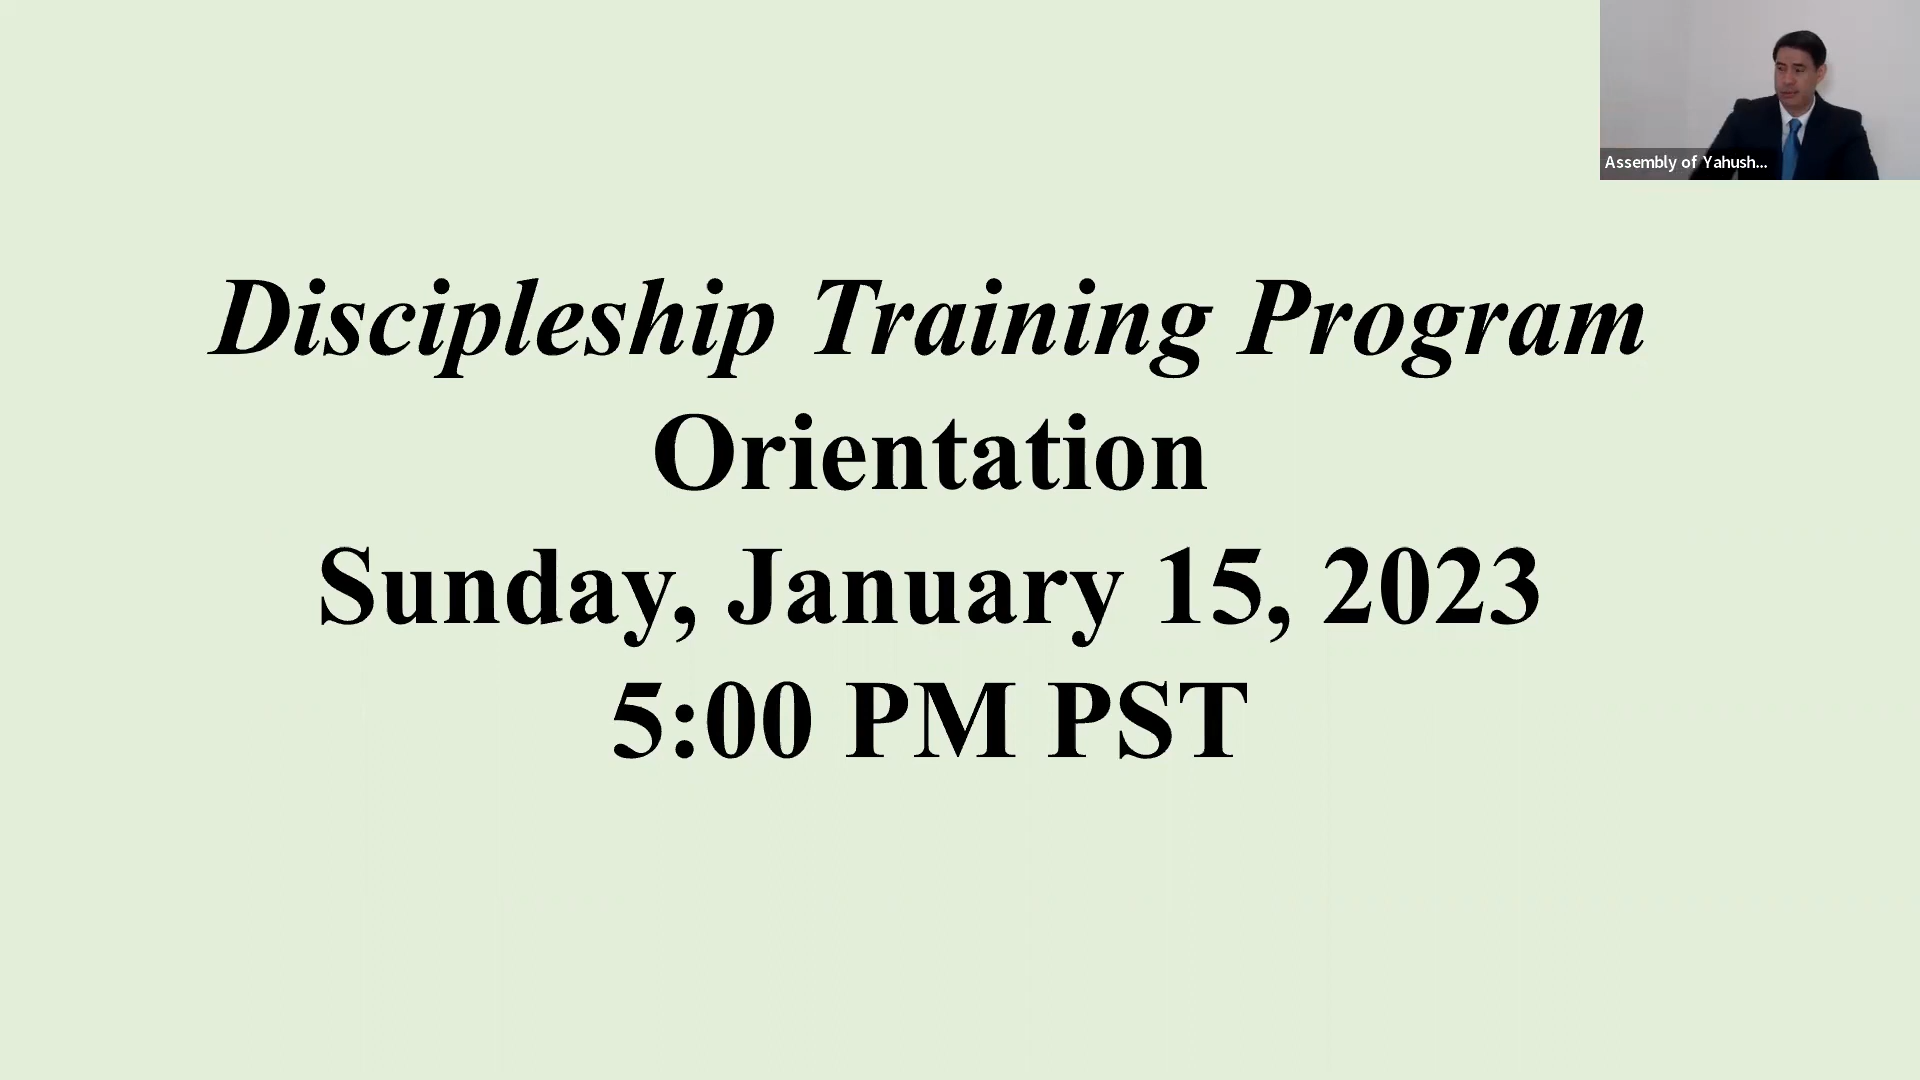 Assembly of Yahush...
Discipleship Training Program
Orientation
Sunday, January 15, 2023
5:00 PM PST